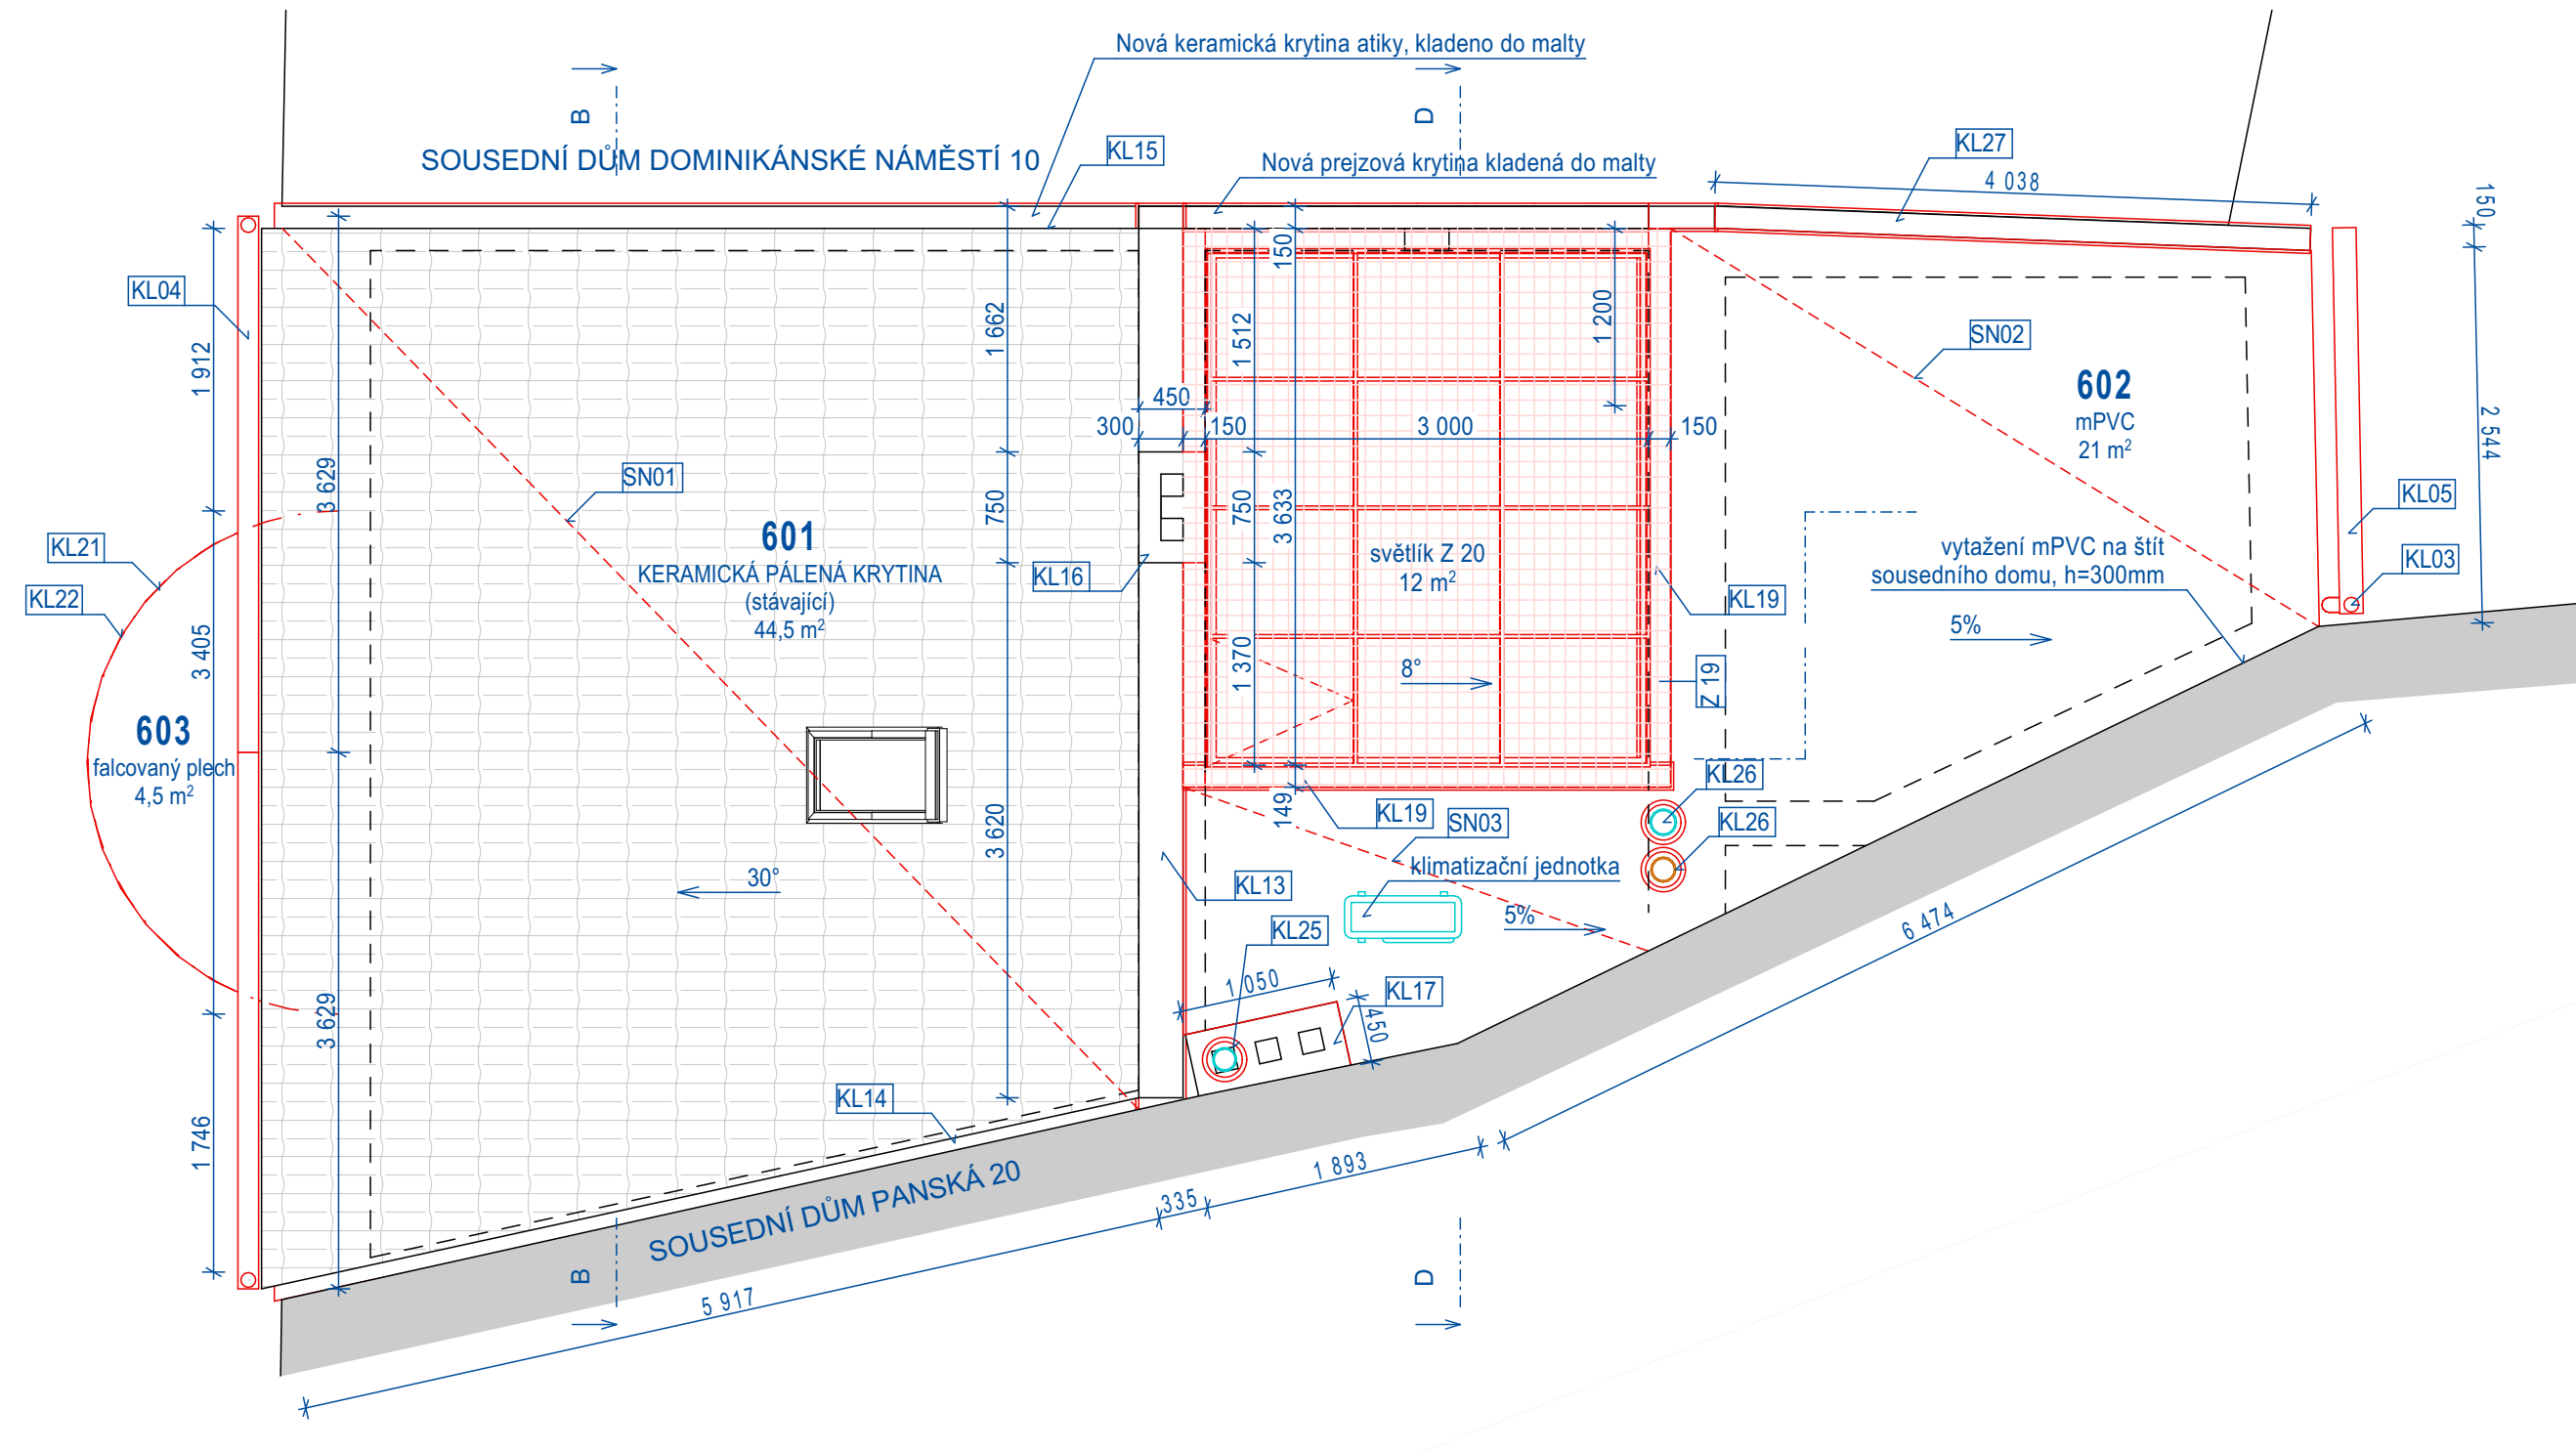 Nová keramická krytina atiky, kladeno do malty
B
D
SOUSEDNÍ DŮM DOMINIKÁNSKÉ NÁMĚSTÍ 10
KL15
Nová prejzová krytina kladená do malty
KL27
4 038
150
KL04
1 912
3 629
1 662
150
1 512
1 200
SN02
602
mPVC
21 m²
2 544
450
300
150
3 000
150
SN01
601
KERAMICKÁ PÁLENÁ KRYTINA
(stávající)
44,5 m²
750
750
3 633
KL16
světlík Z 20
12 m²
KL19
KL05
KL03
vytažení mPVC na štít
sousedního domu, h=300mm
5%
KL21
KL22
3 405
1 370
8°
Z 19
603
falcovaný plech
4,5 m²
KL26
KL26
149
KL19
SN03
3 620
klimatizační jednotka
30°
KL13
5%
KL25
6 474
1 050
KL17
450
3 629
KL14
1 746
SOUSEDNÍ DŮM PANSKÁ 20
1 893
335
5 917
B
D